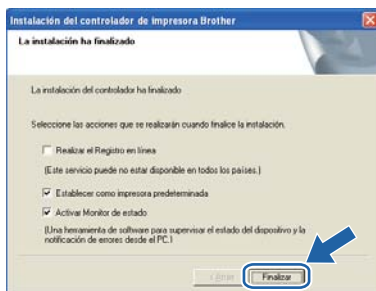 Instalación del controlador de impresora Brother
La instalación ha finalizado
La instalación del controlador ha finalizado
Seleccione las acciones que se realizarán cuando finalice la instalación.
Realizar el Registro en línea
(Este servicio puede no estar disponible en todos los países.)
Establecer como impresora predeterminada
Activar Monitor de estado
(Una herramienta de software para supervisar el estado del dispositivo y la
notificación de errores desde el PC.)
< Atrás Finalizar